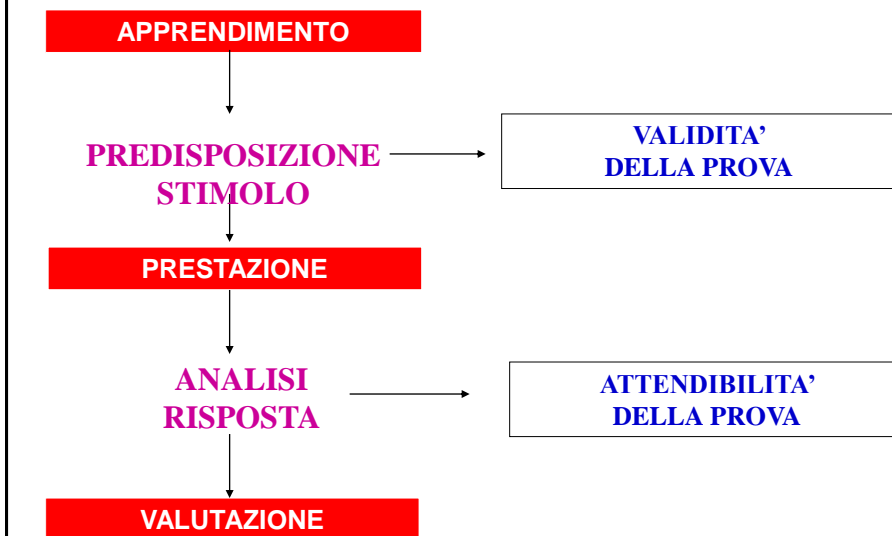 APPRENDIMENTO
PREDISPOSIZIONE
STIMOLO
VALIDITA’
DELLA PROVA
PRESTAZIONE
ANALISI
RISPOSTA
ATTENDIBILITA’
DELLA PROVA
VALUTAZIONE